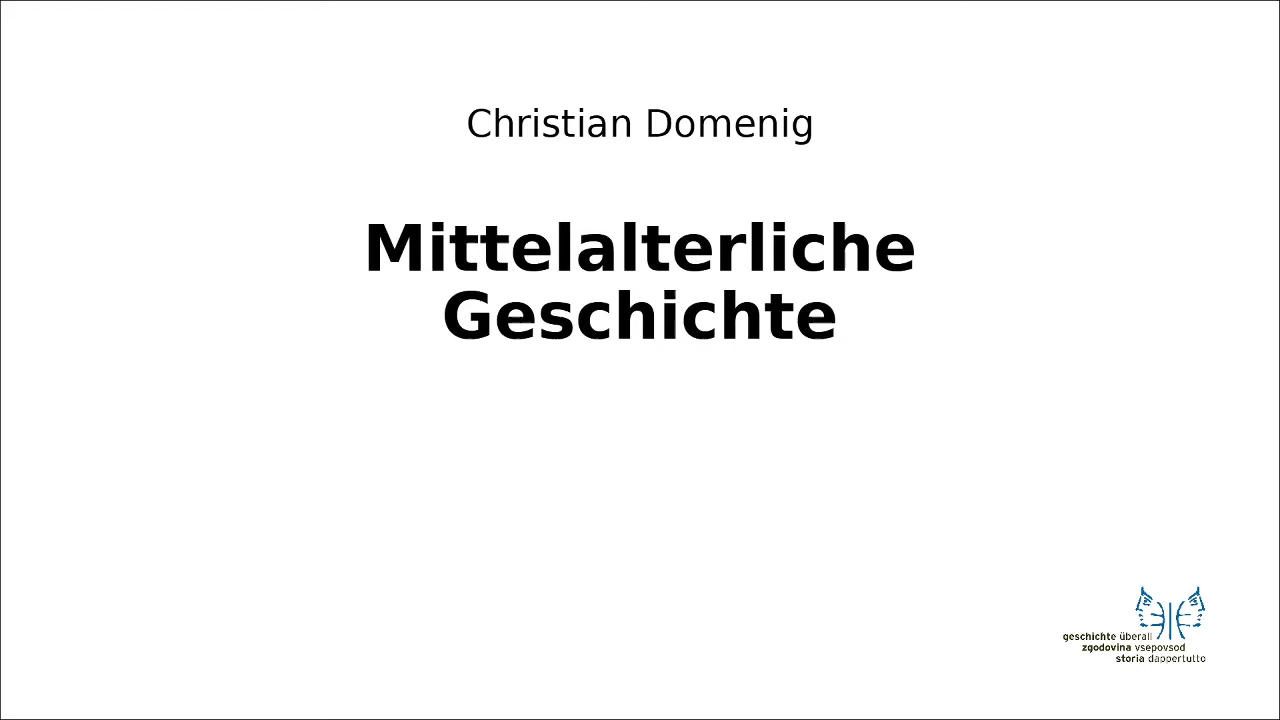 Christian Domenig
Mittelalterliche
Geschichte
geschichte überall
zgodovina vsepovsod
storia dappertutto